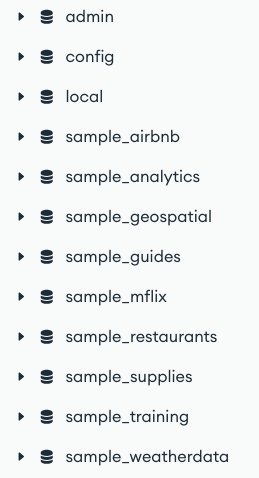 admin
config
local
sample_airbnb
sample_analytics
sample_geospatial
sample_guides
sample_mflix
sample_restaurants
sample_supplies
sample_training
sample_weatherdata